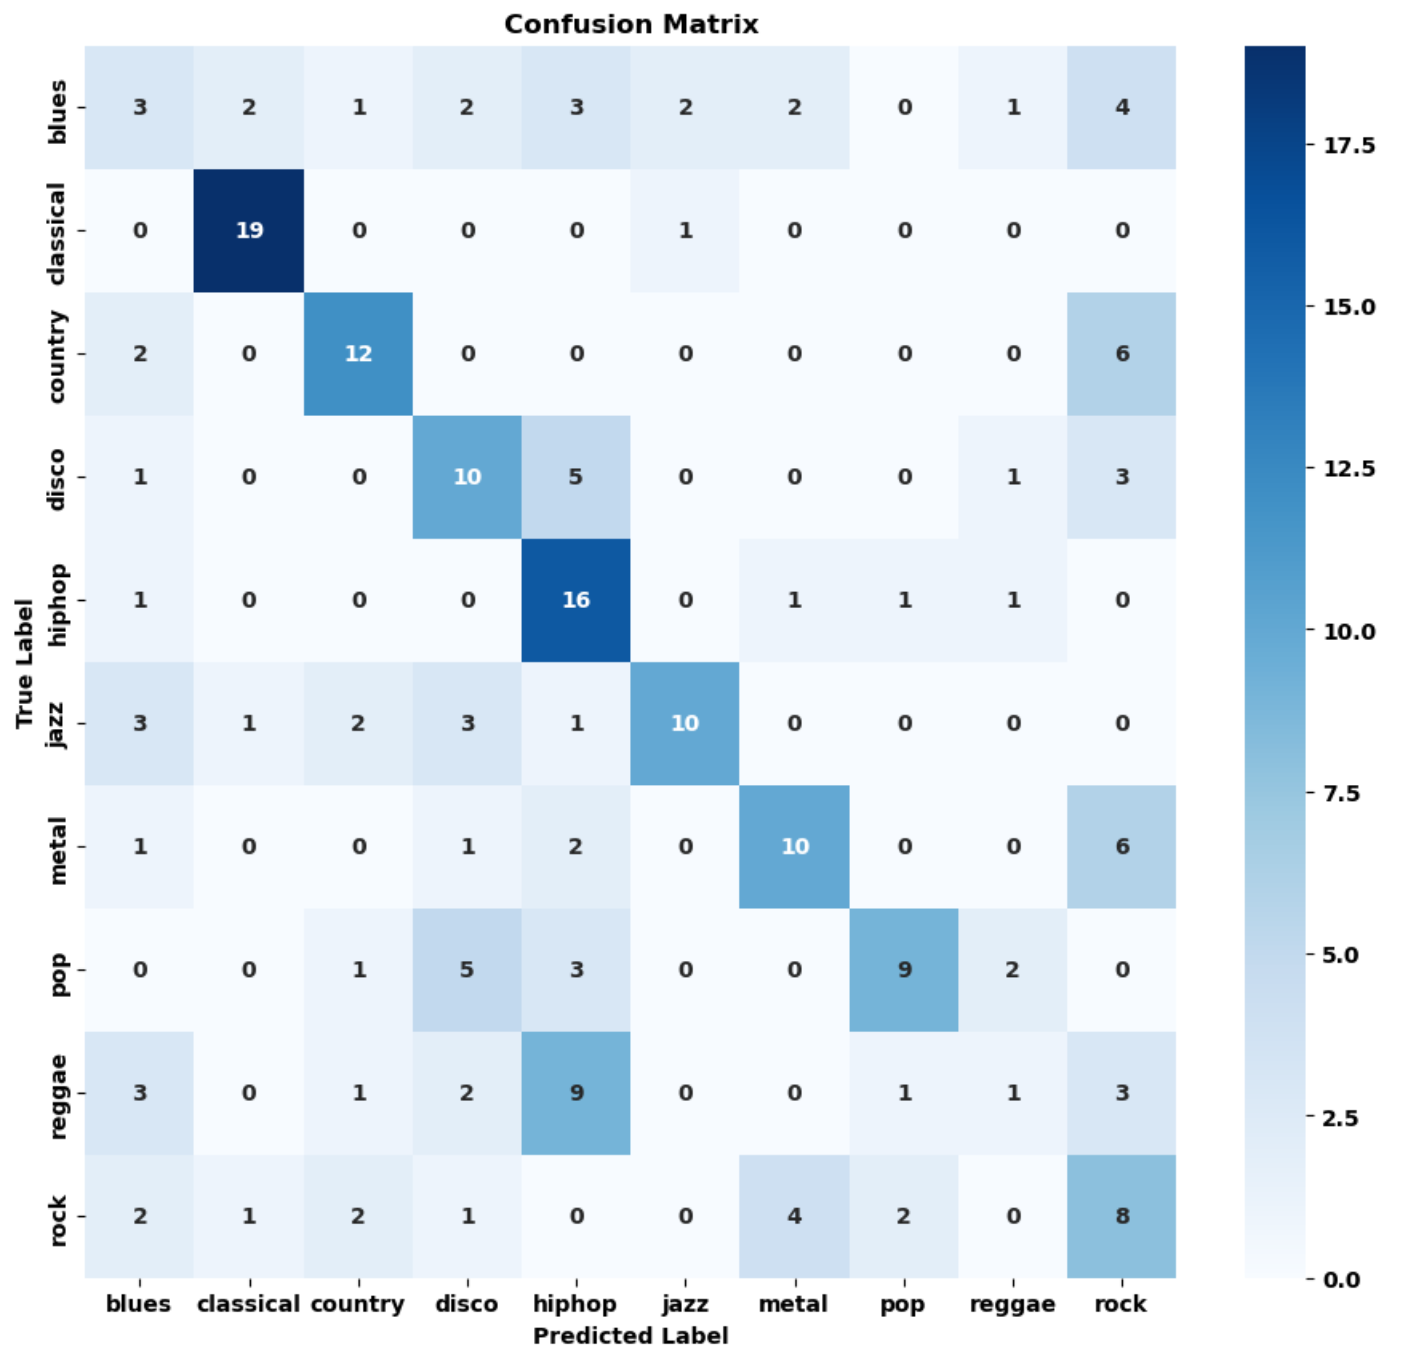 Confusion Matrix
blues 3 2 1 2 3 2 2 0 1 4
classical 0 19 0 0 0 1 0 0 0 0
country 2 0 12 0 0 0 0 0 0 6
disco 1 0 0 10 5 0 0 0 1 3
hiphop 1 0 0 0 16 0 1 1 1 0
jazz 3 1 2 3 1 10 0 0 0 0
metal 1 0 0 1 2 0 10 0 0 6
pop 0 0 1 5 3 0 0 9 2 0
reggae 3 0 1 2 9 0 0 1 1 3
rock 2 1 2 1 0 0 4 2 0 8
True Label
blues classical country disco hiphop jazz metal pop reggae rock
Predicted Label
17.5
15.0
12.5
10.0
7.5
5.0
2.5
0.0